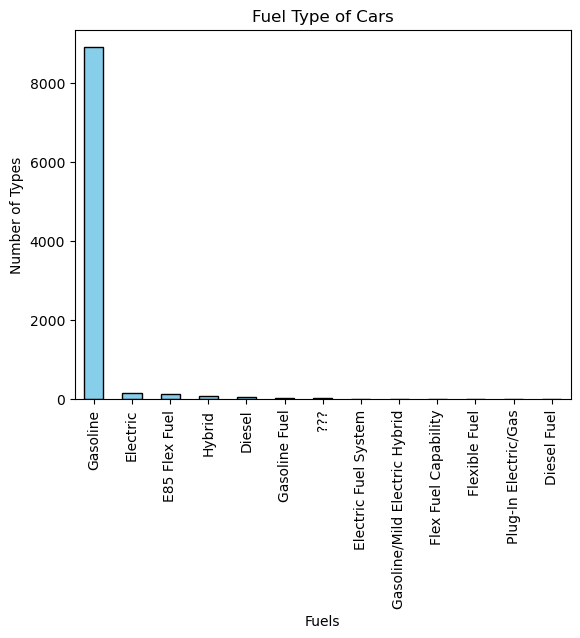 Fuel Type of Cars
Number of Types
8000
6000
4000
2000
0
Gasoline
Electric
E85 Flex Fuel
Hybrid
Diesel
Gasoline Fuel
???
Electric Fuel System
Gasoline/Mild Electric Hybrid
Flex Fuel Capability
Flexible Fuel
Plug-In Electric/Gas
Diesel Fuel
Fuels